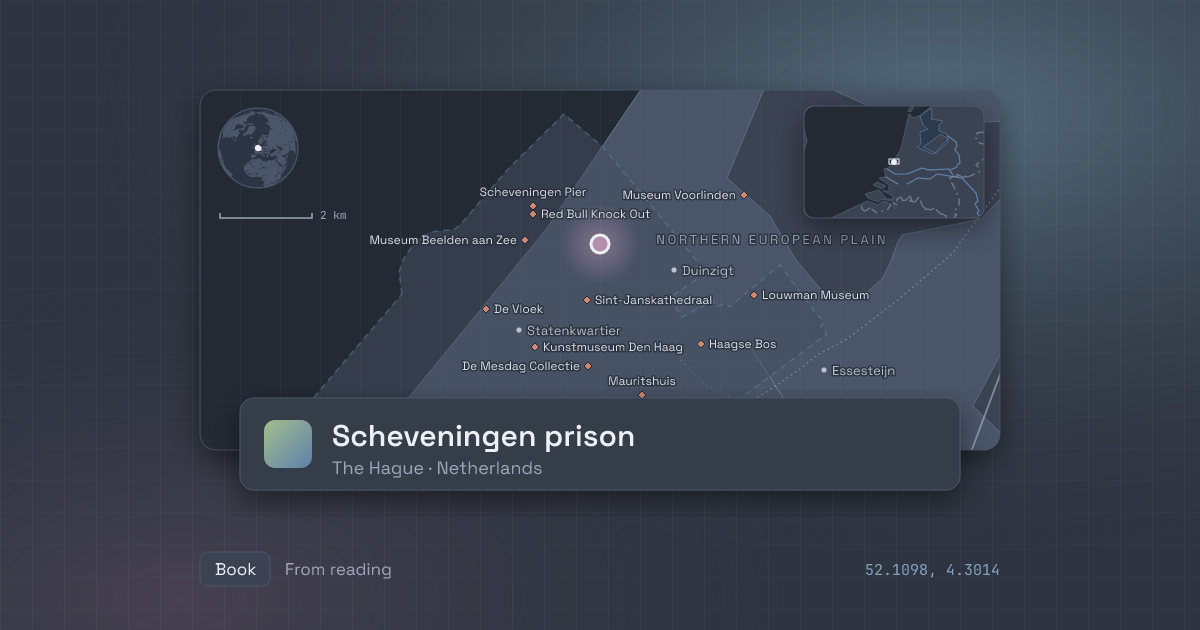 2 km
Scheveningen Pier
Museum Voorlinden
Red Bull Knock Out
Museum Beelden aan Zee
NORTHERN EUROPEAN PLAIN
Duinzigt
Sint-Janskathedraal
Louwman Museum
De Vloek
Statenkwartier
Kunstmuseum Den Haag
Haagse Bos
De Mesdag Collectie
Essesteijn
Mauritshuis
Scheveningen prison
The Hague · Netherlands
Book
From reading
52.1098, 4.3014